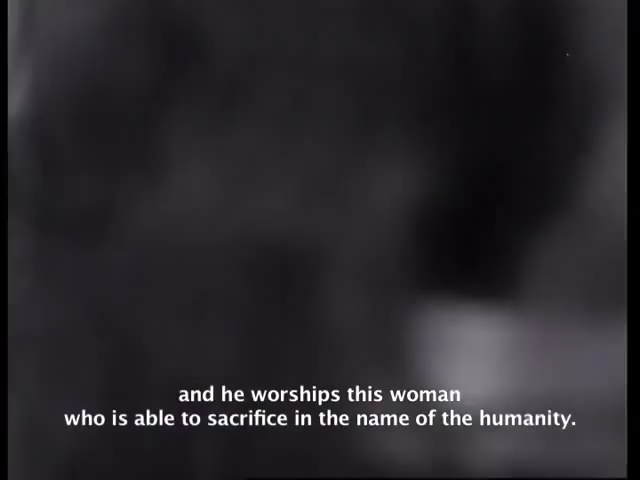 and he worships this woman
who is able to sacrifice in the name of the humanity.